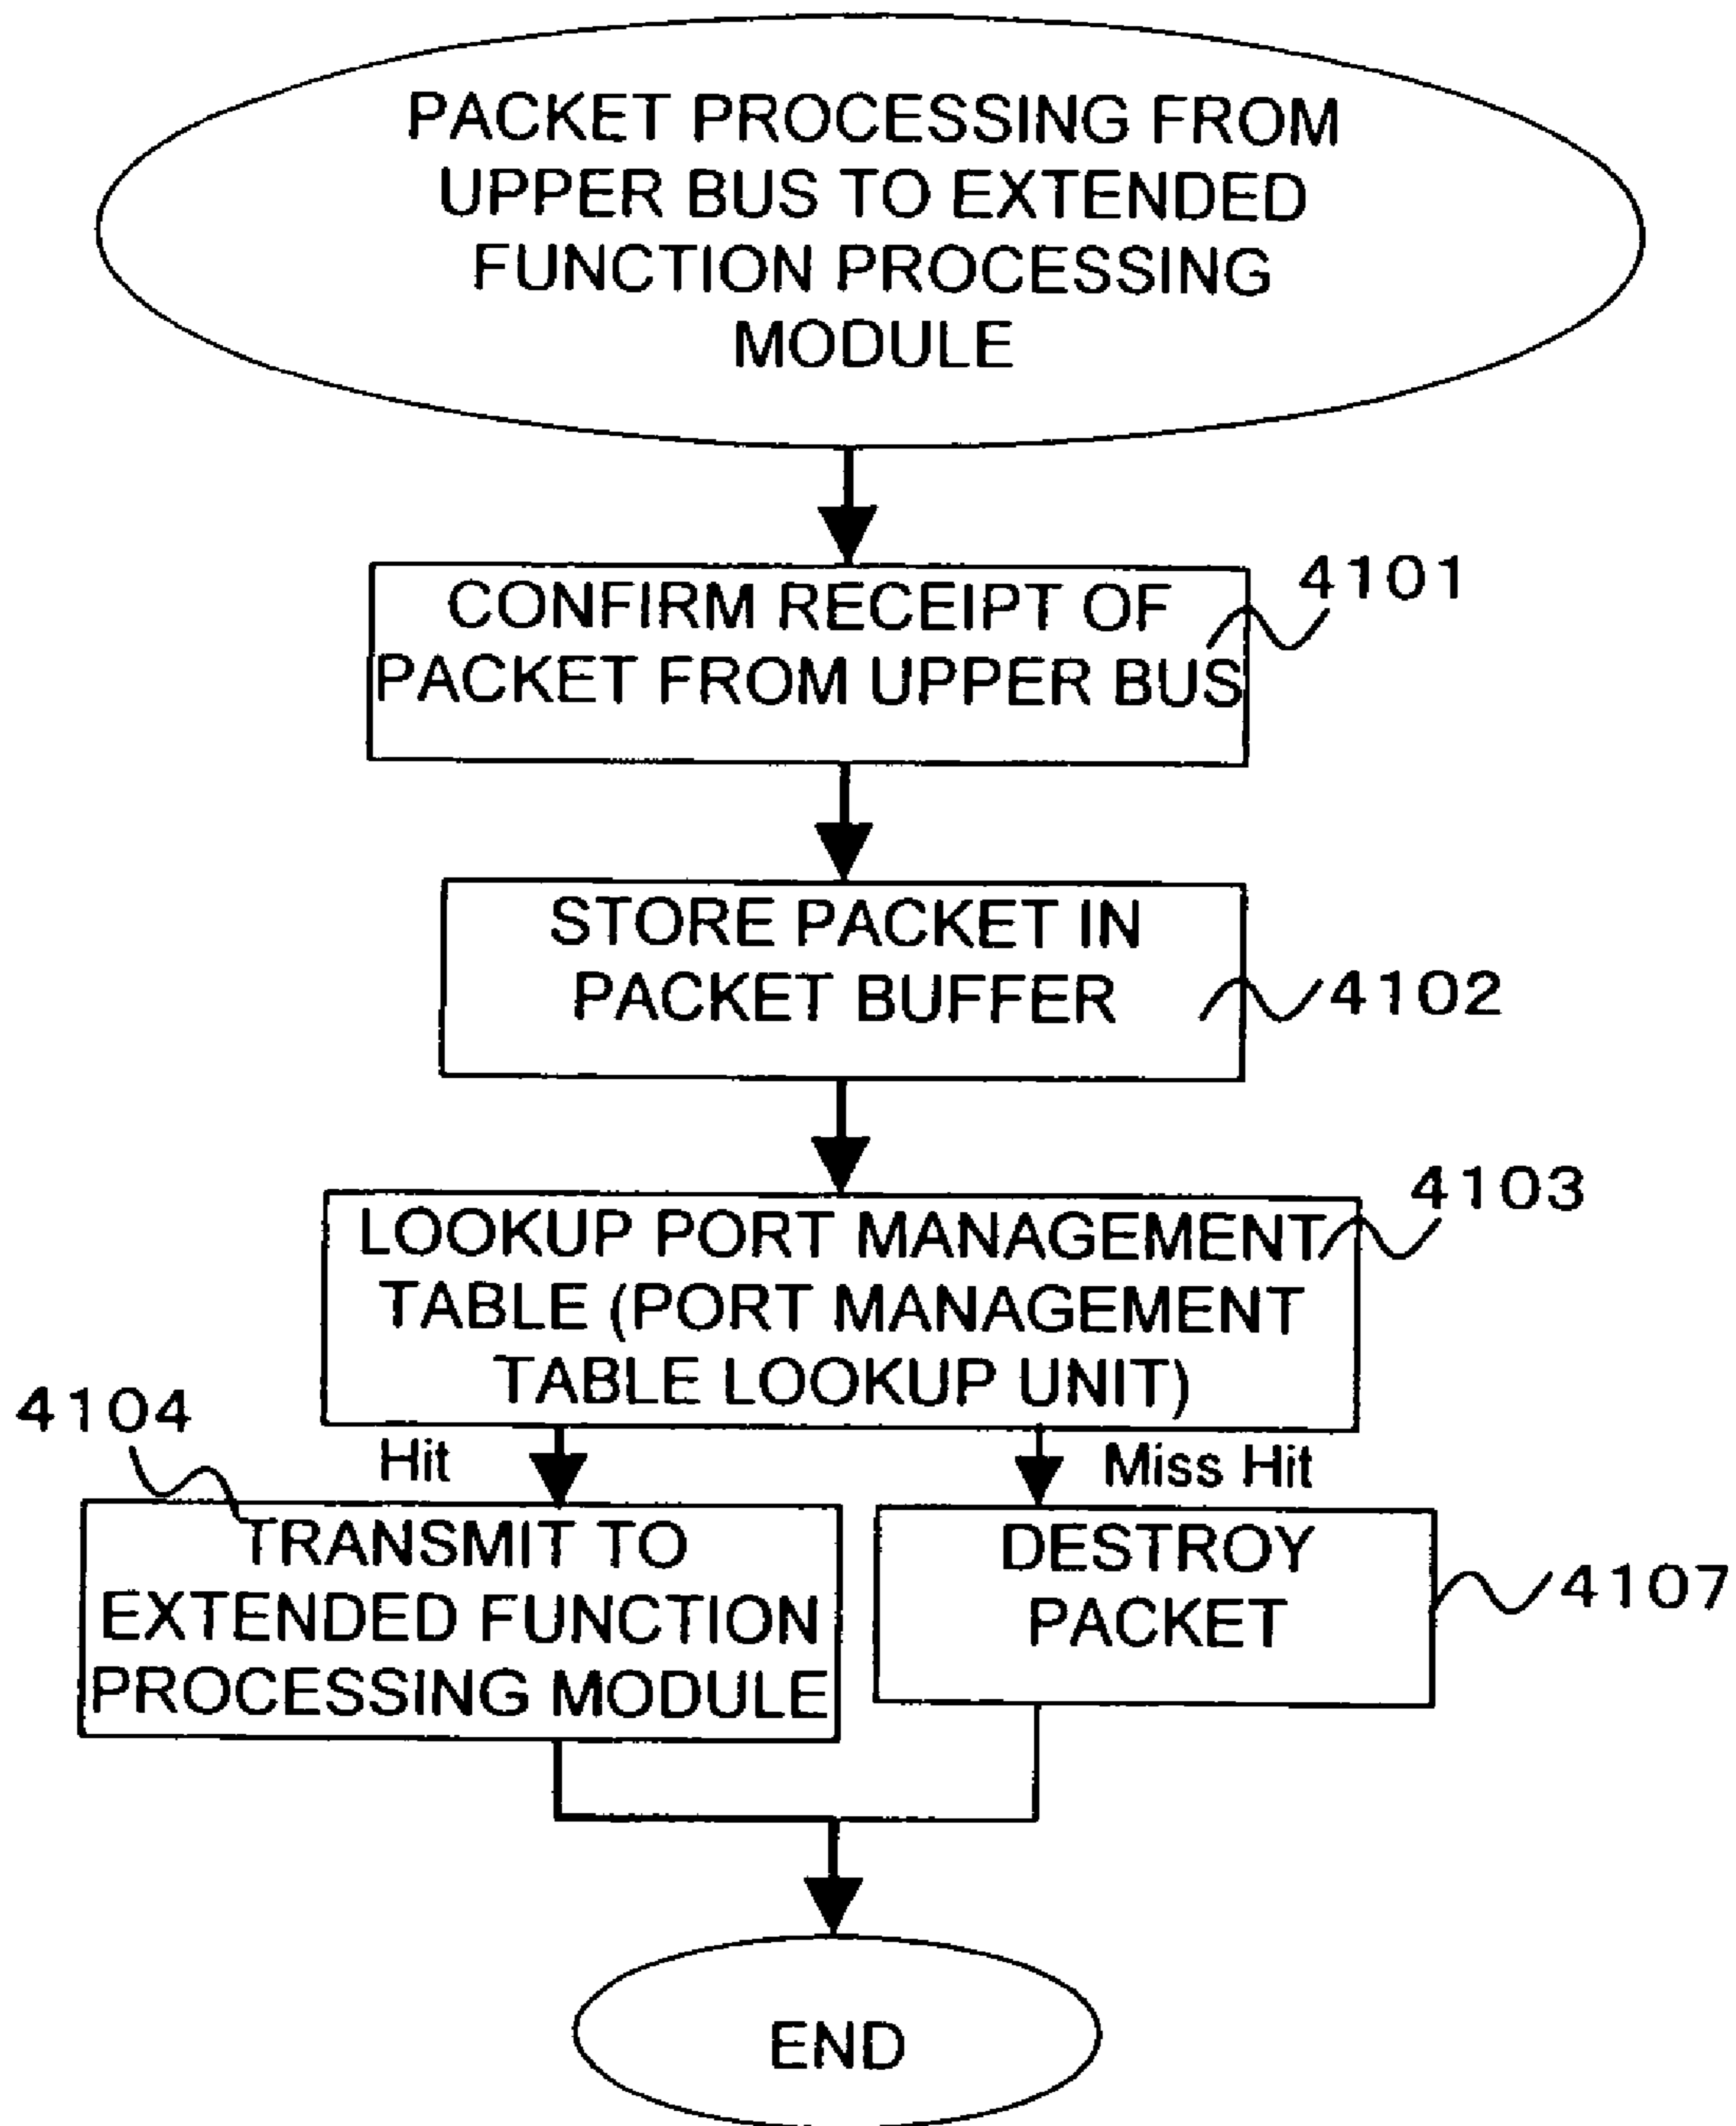 PACKET PROCESSING FROM
UPPER BUS TO EXTENDED
FUNCTION PROCESSING
MODULE
CONFIRM RECEIPT OF
PACKET FROM UPPER BUS
4101
STORE PACKET IN
PACKET BUFFER
4102
LOOKUP PORT MANAGEMENT
TABLE (PORT MANAGEMENT
TABLE LOOKUP UNIT)
4103
4104
Hit
Miss Hit
TRANSMIT TO
EXTENDED FUNCTION
PROCESSING MODULE
DESTROY
PACKET
4107
END